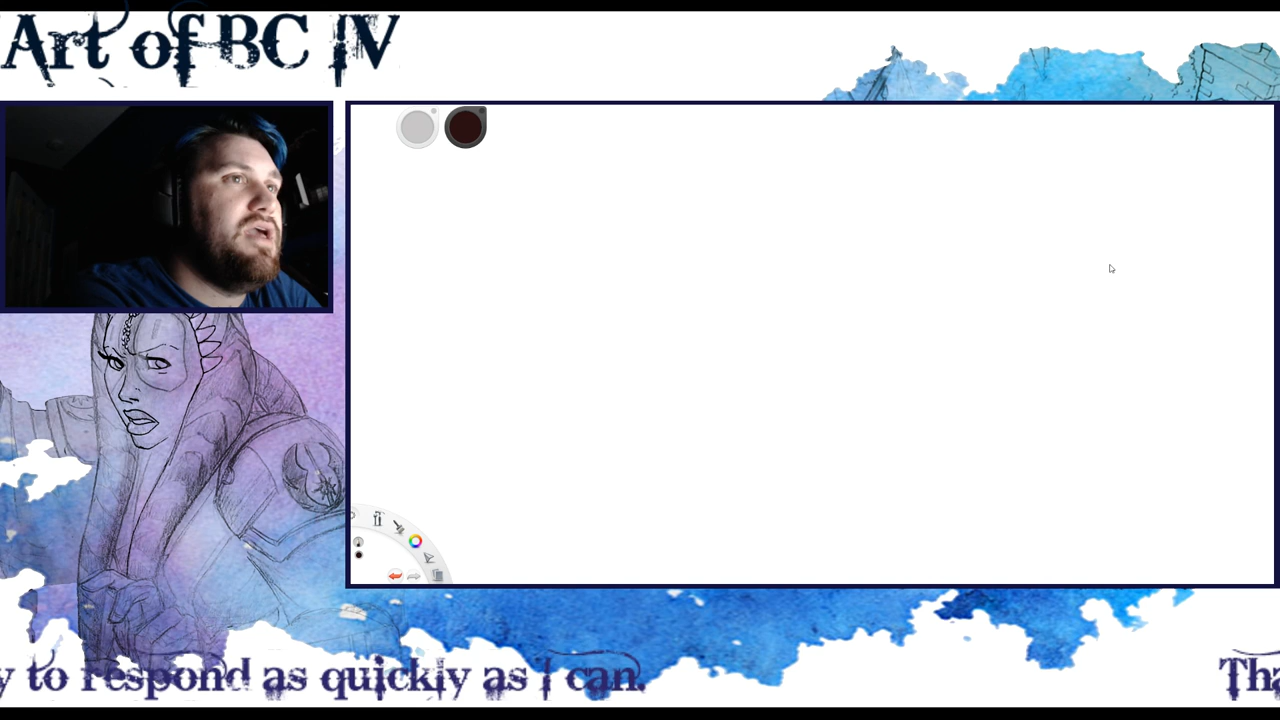 Art of BC IV
y to respond as quickly as I can.
Tha